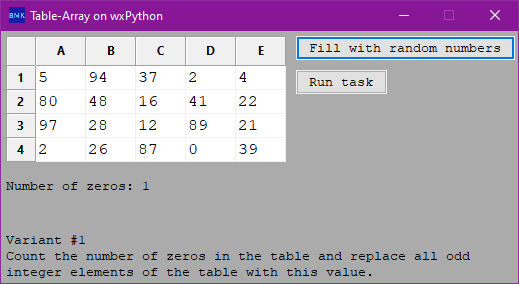 BMK Table-Array on wxPython
A B C D E
1 5 94 37 2 4
2 80 48 16 41 22
3 97 28 12 89 21
4 2 26 87 0 39
Fill with random numbers
Run task
Number of zeros: 1
Variant #1
Count the number of zeros in the table and replace all odd
integer elements of the table with this value.